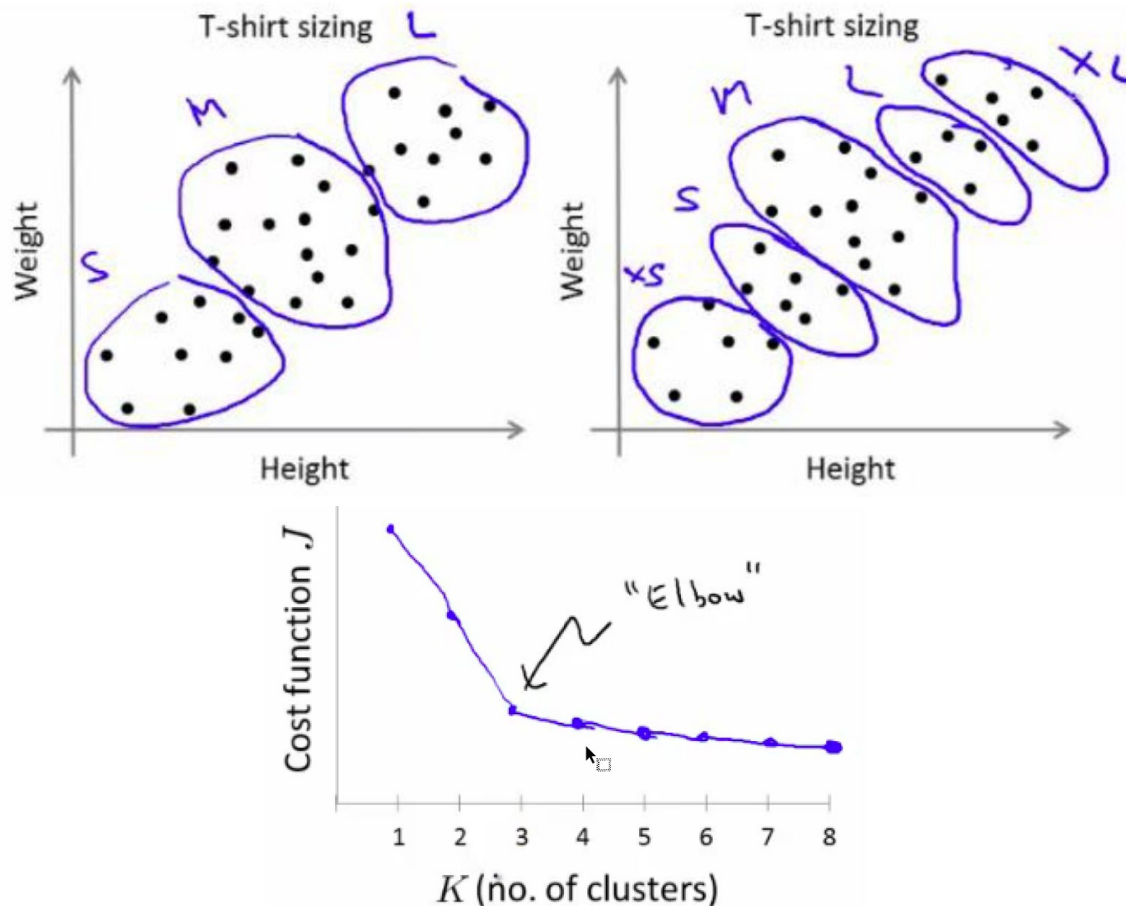 T-shirt sizing
L
M
S
Weight
Height
T-shirt sizing
XL
L
M
S
XS
Weight
Height
Cost function J
"Elbow"
1 2 3 4 5 6 7 8
K (no. of clusters)